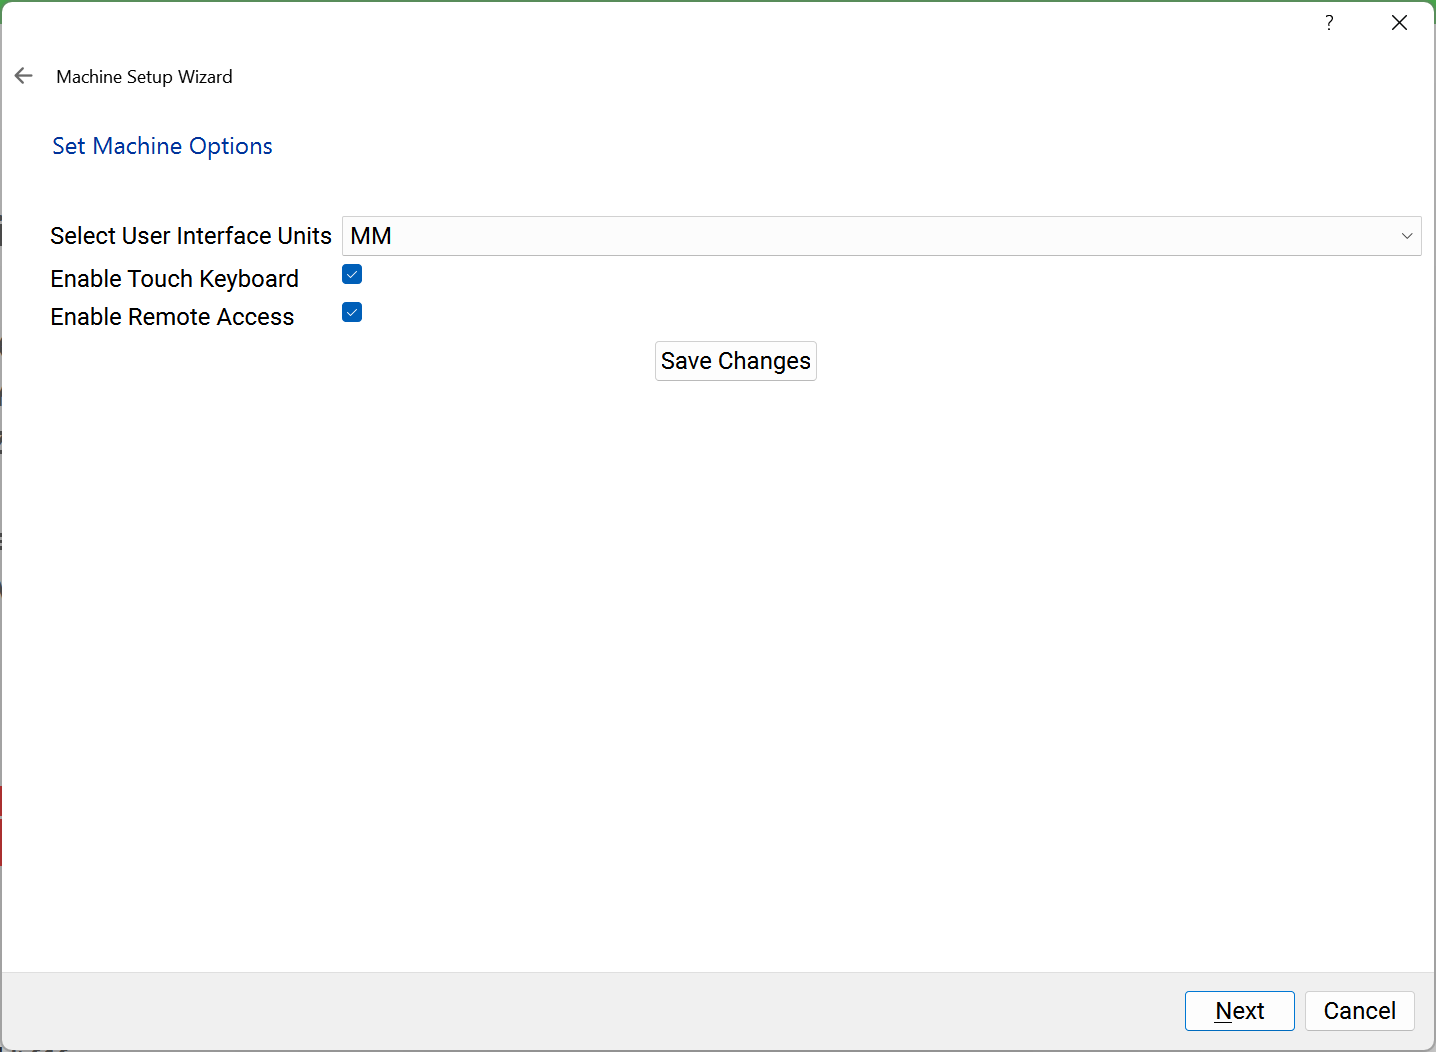 ?
Machine Setup Wizard
Set Machine Options
Select User Interface Units MM
Enable Touch Keyboard
Enable Remote Access
Save Changes
Next Cancel